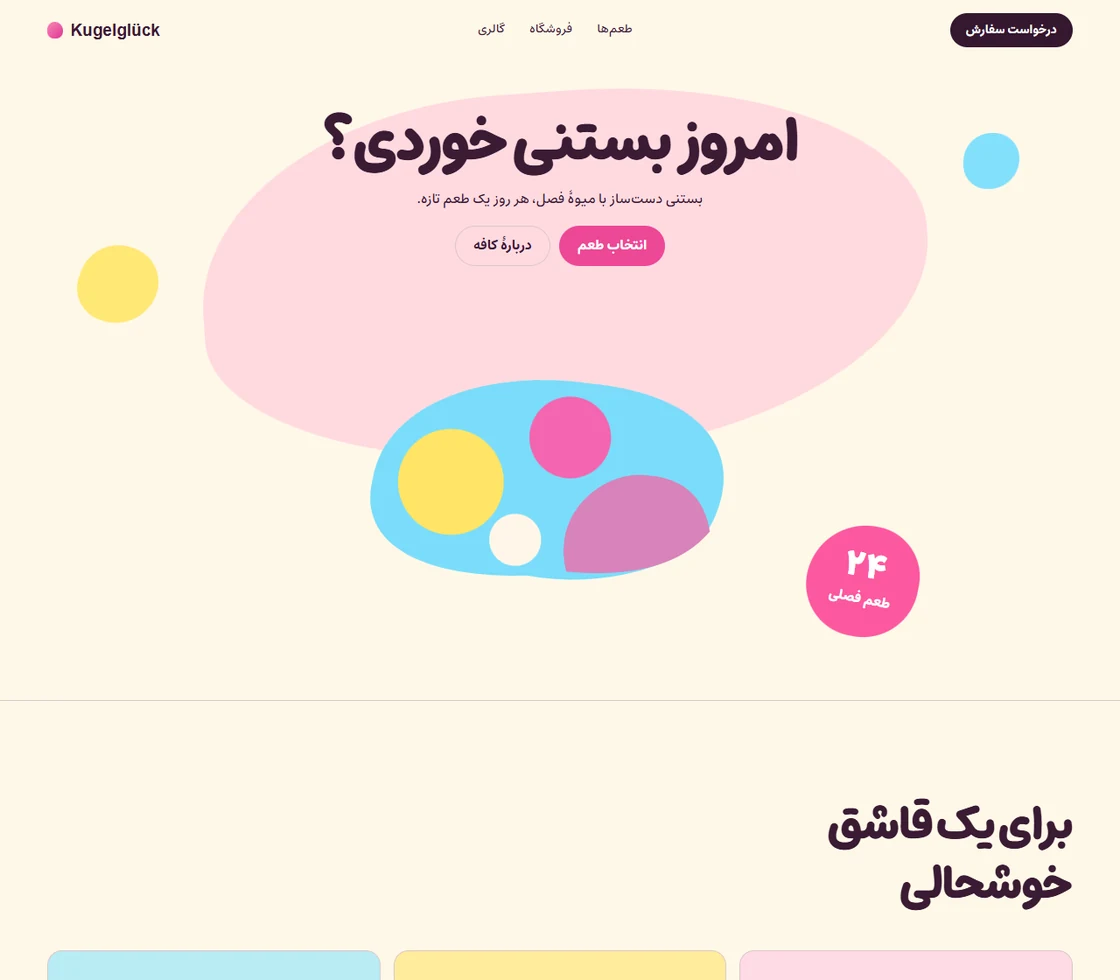 درخواست سفارش
طعم‌ها
فروشگاه
گالری
Kugelglück
امروز بستنی خوردی؟
بستنی دست‌ساز با میوهٔ فصل، هر روز یک طعم تازه.
انتخاب طعم
دربارهٔ کافه
۲۴
طعم فصلی
برای یک قاشق
خوشحالی